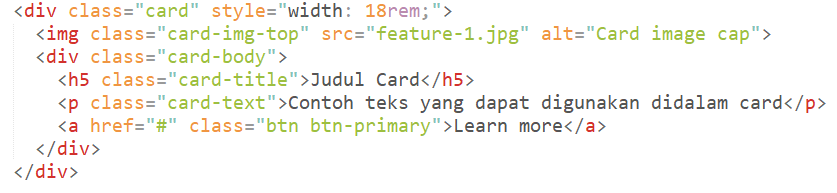 <div class="card" style="width: 18rem;">
  <img class="card-img-top" src="feature-1.jpg" alt="Card image cap">
  <div class="card-body">
    <h5 class="card-title">Judul Card</h5>
    <p class="card-text">Contoh teks yang dapat digunakan didalam card</p>
    <a href="#" class="btn btn-primary">Learn more</a>
  </div>
</div>